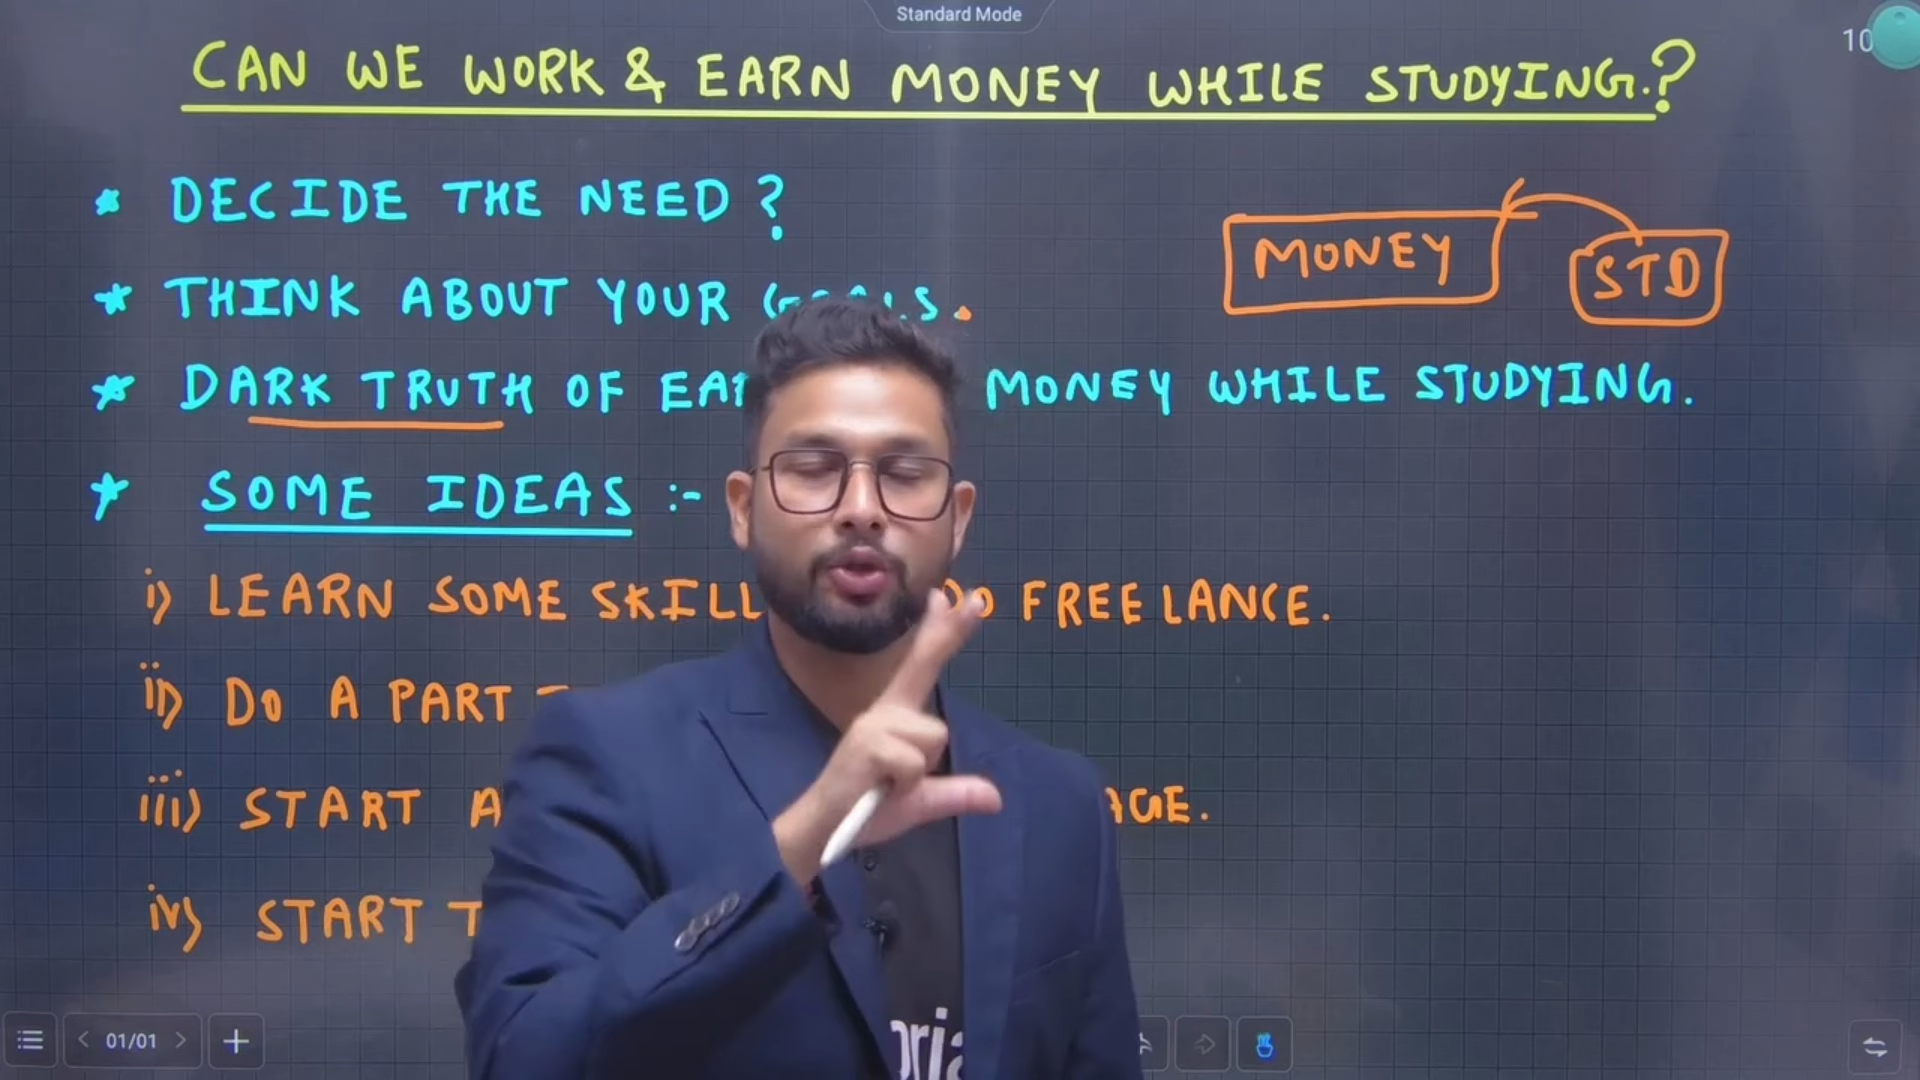 Standard Mode
10
CAN WE WORK & EARN MONEY WHILE STUDYING.?
* DECIDE THE NEED ?
MONEY
STD
* THINK ABOUT YOUR
* DARK TRUTH OF MONEY WHILE STUDYING.
* SOME IDEAS :-
i) LEARN SOME SKILL DO FREELANCE.
ii) DO A PART
iii) START A
iv) START T
01/01